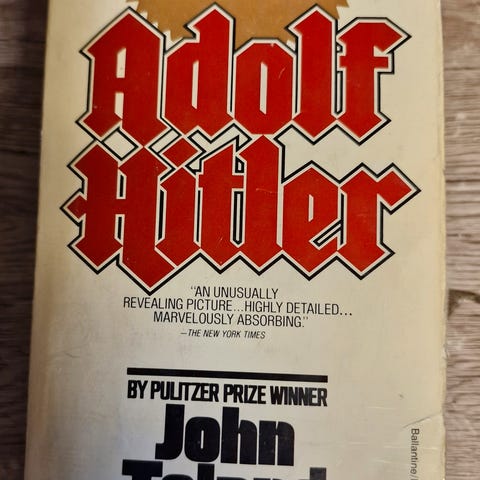 Adolf
Hitler
"AN UNUSUALLY
REVEALING PICTURE...HIGHLY DETAILED...
MARVELOUSLY ABSORBING."
—THE NEW YORK TIMES
BY PULITZER PRIZE WINNER
John
Toland
Ballantine/